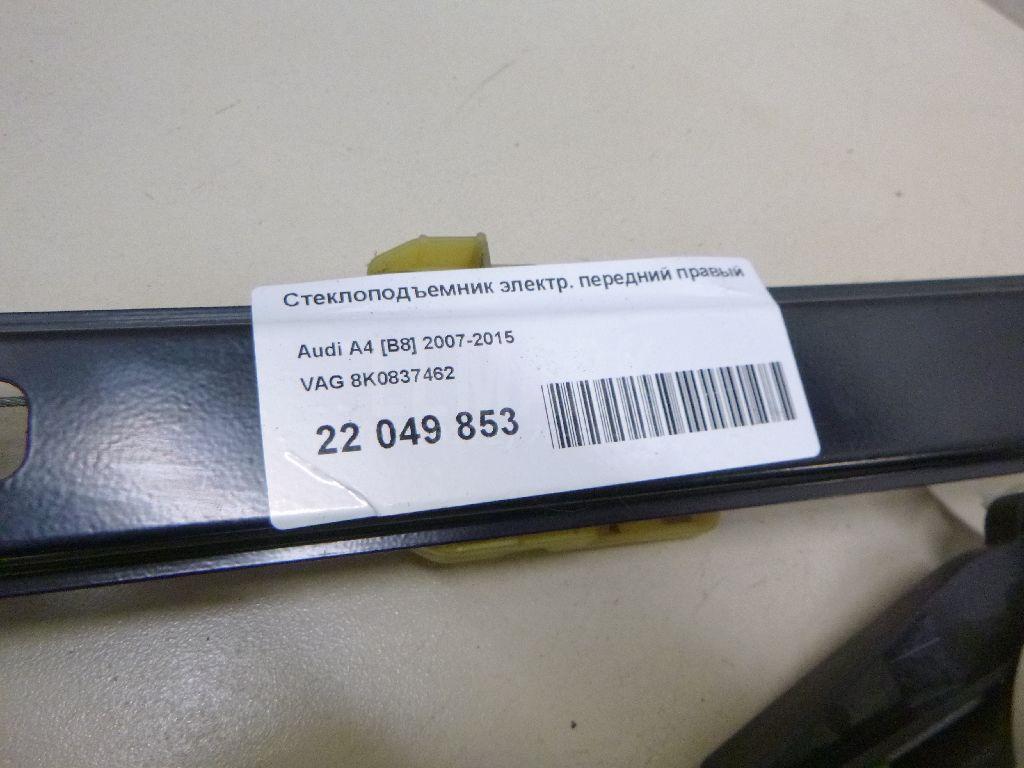 Стеклоподъемник электр. передний правый
Audi A4 [B8] 2007-2015
VAG 8K0837462
22 049 853